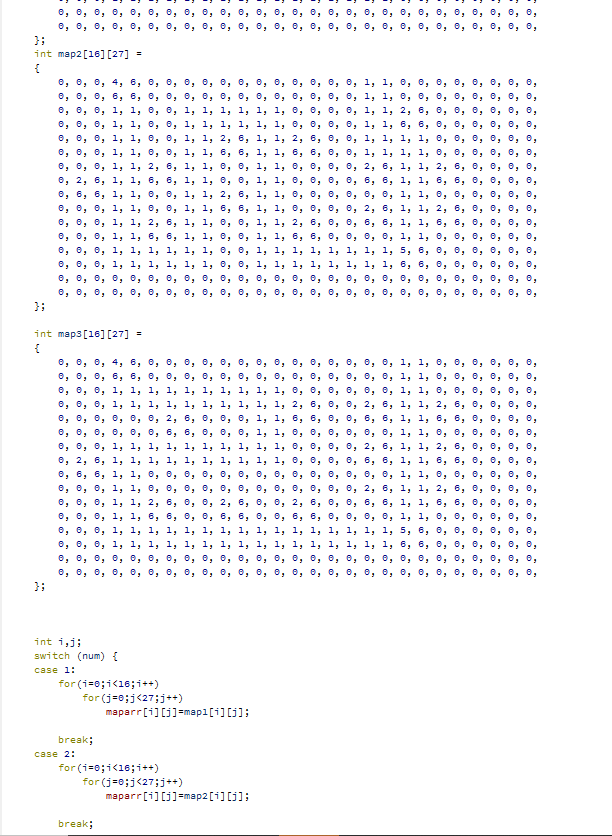 0, 0, 0, 0, 0, 0, 0, 0, 0, 0, 0, 0, 0, 0, 0, 0, 0, 0, 0, 0, 0, 0, 0, 0, 0, 0, 0,
0, 0, 0, 0, 0, 0, 0, 0, 0, 0, 0, 0, 0, 0, 0, 0, 0, 0, 0, 0, 0, 0, 0, 0, 0, 0, 0,
};
int map2[16][27] =
{
0, 0, 0, 4, 6, 0, 0, 0, 0, 0, 0, 0, 0, 0, 0, 0, 0, 1, 1, 0, 0, 0, 0, 0, 0, 0, 0,
0, 0, 0, 6, 6, 0, 0, 0, 0, 0, 0, 0, 0, 0, 0, 0, 0, 1, 1, 0, 0, 0, 0, 0, 0, 0, 0,
0, 0, 0, 1, 1, 0, 0, 1, 1, 1, 1, 1, 1, 0, 0, 0, 0, 1, 1, 2, 6, 0, 0, 0, 0, 0, 0,
0, 0, 0, 1, 1, 0, 0, 1, 1, 1, 1, 1, 1, 0, 0, 0, 0, 1, 1, 6, 6, 0, 0, 0, 0, 0, 0,
0, 0, 0, 1, 1, 0, 0, 1, 1, 2, 6, 1, 1, 2, 6, 0, 0, 1, 1, 1, 1, 0, 0, 0, 0, 0, 0,
0, 0, 0, 1, 1, 0, 0, 1, 1, 6, 6, 1, 1, 6, 6, 0, 0, 1, 1, 1, 1, 0, 0, 0, 0, 0, 0,
0, 0, 0, 1, 1, 2, 6, 1, 1, 0, 0, 1, 1, 0, 0, 0, 0, 2, 6, 1, 1, 2, 6, 0, 0, 0, 0,
0, 2, 6, 1, 1, 6, 6, 1, 1, 0, 0, 1, 1, 0, 0, 0, 0, 6, 6, 1, 1, 6, 6, 0, 0, 0, 0,
0, 6, 6, 1, 1, 0, 0, 1, 1, 2, 6, 1, 1, 0, 0, 0, 0, 0, 0, 1, 1, 0, 0, 0, 0, 0, 0,
0, 0, 0, 1, 1, 0, 0, 1, 1, 6, 6, 1, 1, 0, 0, 0, 0, 2, 6, 1, 1, 2, 6, 0, 0, 0, 0,
0, 0, 0, 1, 1, 2, 6, 1, 1, 0, 0, 1, 1, 2, 6, 0, 0, 6, 6, 1, 1, 6, 6, 0, 0, 0, 0,
0, 0, 0, 1, 1, 6, 6, 1, 1, 0, 0, 1, 1, 6, 6, 0, 0, 0, 0, 1, 1, 0, 0, 0, 0, 0, 0,
0, 0, 0, 1, 1, 1, 1, 1, 1, 0, 0, 1, 1, 1, 1, 1, 1, 1, 1, 5, 6, 0, 0, 0, 0, 0, 0,
0, 0, 0, 1, 1, 1, 1, 1, 1, 0, 0, 1, 1, 1, 1, 1, 1, 1, 1, 6, 6, 0, 0, 0, 0, 0, 0,
0, 0, 0, 0, 0, 0, 0, 0, 0, 0, 0, 0, 0, 0, 0, 0, 0, 0, 0, 0, 0, 0, 0, 0, 0, 0, 0,
0, 0, 0, 0, 0, 0, 0, 0, 0, 0, 0, 0, 0, 0, 0, 0, 0, 0, 0, 0, 0, 0, 0, 0, 0, 0, 0,
};
int map3[16][27] =
{
0, 0, 0, 4, 6, 0, 0, 0, 0, 0, 0, 0, 0, 0, 0, 0, 0, 0, 0, 1, 1, 0, 0, 0, 0, 0, 0,
0, 0, 0, 6, 6, 0, 0, 0, 0, 0, 0, 0, 0, 0, 0, 0, 0, 0, 0, 1, 1, 0, 0, 0, 0, 0, 0,
0, 0, 0, 1, 1, 1, 1, 1, 1, 1, 1, 1, 1, 0, 0, 0, 0, 0, 0, 1, 1, 0, 0, 0, 0, 0, 0,
0, 0, 0, 1, 1, 1, 1, 1, 1, 1, 1, 1, 1, 2, 6, 0, 0, 2, 6, 1, 1, 2, 6, 0, 0, 0, 0,
0, 0, 0, 0, 0, 0, 2, 6, 0, 0, 0, 1, 1, 6, 6, 0, 0, 6, 6, 1, 1, 6, 6, 0, 0, 0, 0,
0, 0, 0, 0, 0, 0, 6, 6, 0, 0, 0, 1, 1, 0, 0, 0, 0, 0, 0, 1, 1, 0, 0, 0, 0, 0, 0,
0, 0, 0, 1, 1, 1, 1, 1, 1, 1, 1, 1, 1, 0, 0, 0, 0, 2, 6, 1, 1, 2, 6, 0, 0, 0, 0,
0, 2, 6, 1, 1, 1, 1, 1, 1, 1, 1, 1, 1, 0, 0, 0, 0, 6, 6, 1, 1, 6, 6, 0, 0, 0, 0,
0, 6, 6, 1, 1, 0, 0, 0, 0, 0, 0, 0, 0, 0, 0, 0, 0, 0, 0, 1, 1, 0, 0, 0, 0, 0, 0,
0, 0, 0, 1, 1, 0, 0, 0, 0, 0, 0, 0, 0, 0, 0, 0, 0, 2, 6, 1, 1, 2, 6, 0, 0, 0, 0,
0, 0, 0, 1, 1, 2, 6, 0, 0, 2, 6, 0, 0, 2, 6, 0, 0, 6, 6, 1, 1, 6, 6, 0, 0, 0, 0,
0, 0, 0, 1, 1, 6, 6, 0, 0, 6, 6, 0, 0, 6, 6, 0, 0, 0, 0, 1, 1, 0, 0, 0, 0, 0, 0,
0, 0, 0, 1, 1, 1, 1, 1, 1, 1, 1, 1, 1, 1, 1, 1, 1, 1, 1, 5, 6, 0, 0, 0, 0, 0, 0,
0, 0, 0, 1, 1, 1, 1, 1, 1, 1, 1, 1, 1, 1, 1, 1, 1, 1, 1, 6, 6, 0, 0, 0, 0, 0, 0,
0, 0, 0, 0, 0, 0, 0, 0, 0, 0, 0, 0, 0, 0, 0, 0, 0, 0, 0, 0, 0, 0, 0, 0, 0, 0, 0,
0, 0, 0, 0, 0, 0, 0, 0, 0, 0, 0, 0, 0, 0, 0, 0, 0, 0, 0, 0, 0, 0, 0, 0, 0, 0, 0,
};
int i,j;
switch (num) {
case 1:
for(i=0;i<16;i++)
for(j=0;j<27;j++)
maparr[i][j]=map1[i][j];
break;
case 2:
for(i=0;i<16;i++)
for(j=0;j<27;j++)
maparr[i][j]=map2[i][j];
break;